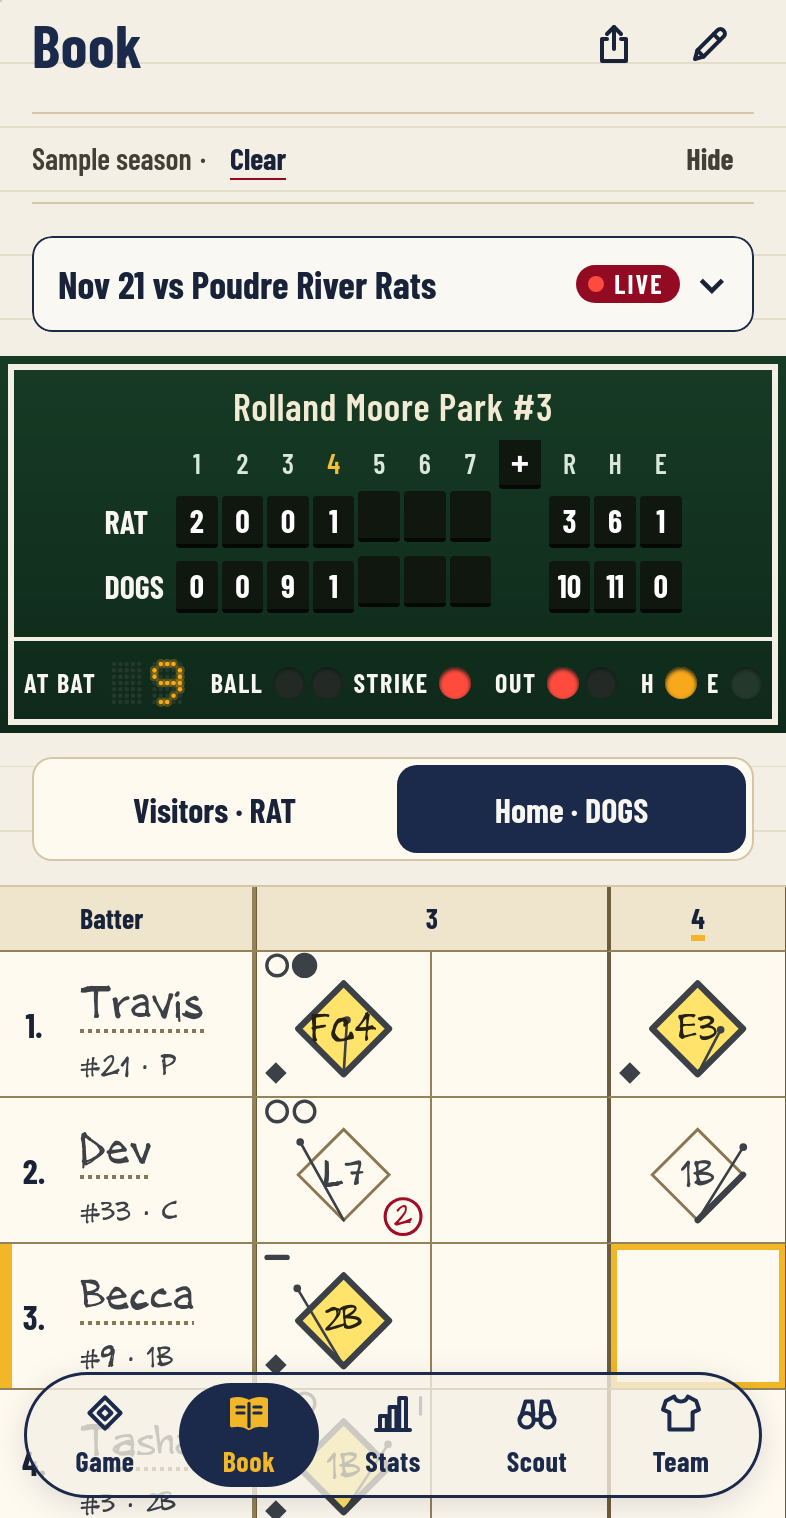 Book
Sample season · Clear Hide
Nov 21 vs Poudre River Rats LIVE
Rolland Moore Park #3
1 2 3 4 5 6 7 + R H E
RAT 2 0 0 1 3 6 1
DOGS 0 0 9 1 10 11 0
AT BAT 9 BALL STRIKE OUT H E
Visitors · RAT Home · DOGS
Batter 3 4
1. Travis FC4 E3
#21 · P
2. Dev L7 1B
#33 · C 2
3. Becca 2B
#9 · 1B
4. Tasha 1B
#3 · 2B
Game Book Stats Scout Team